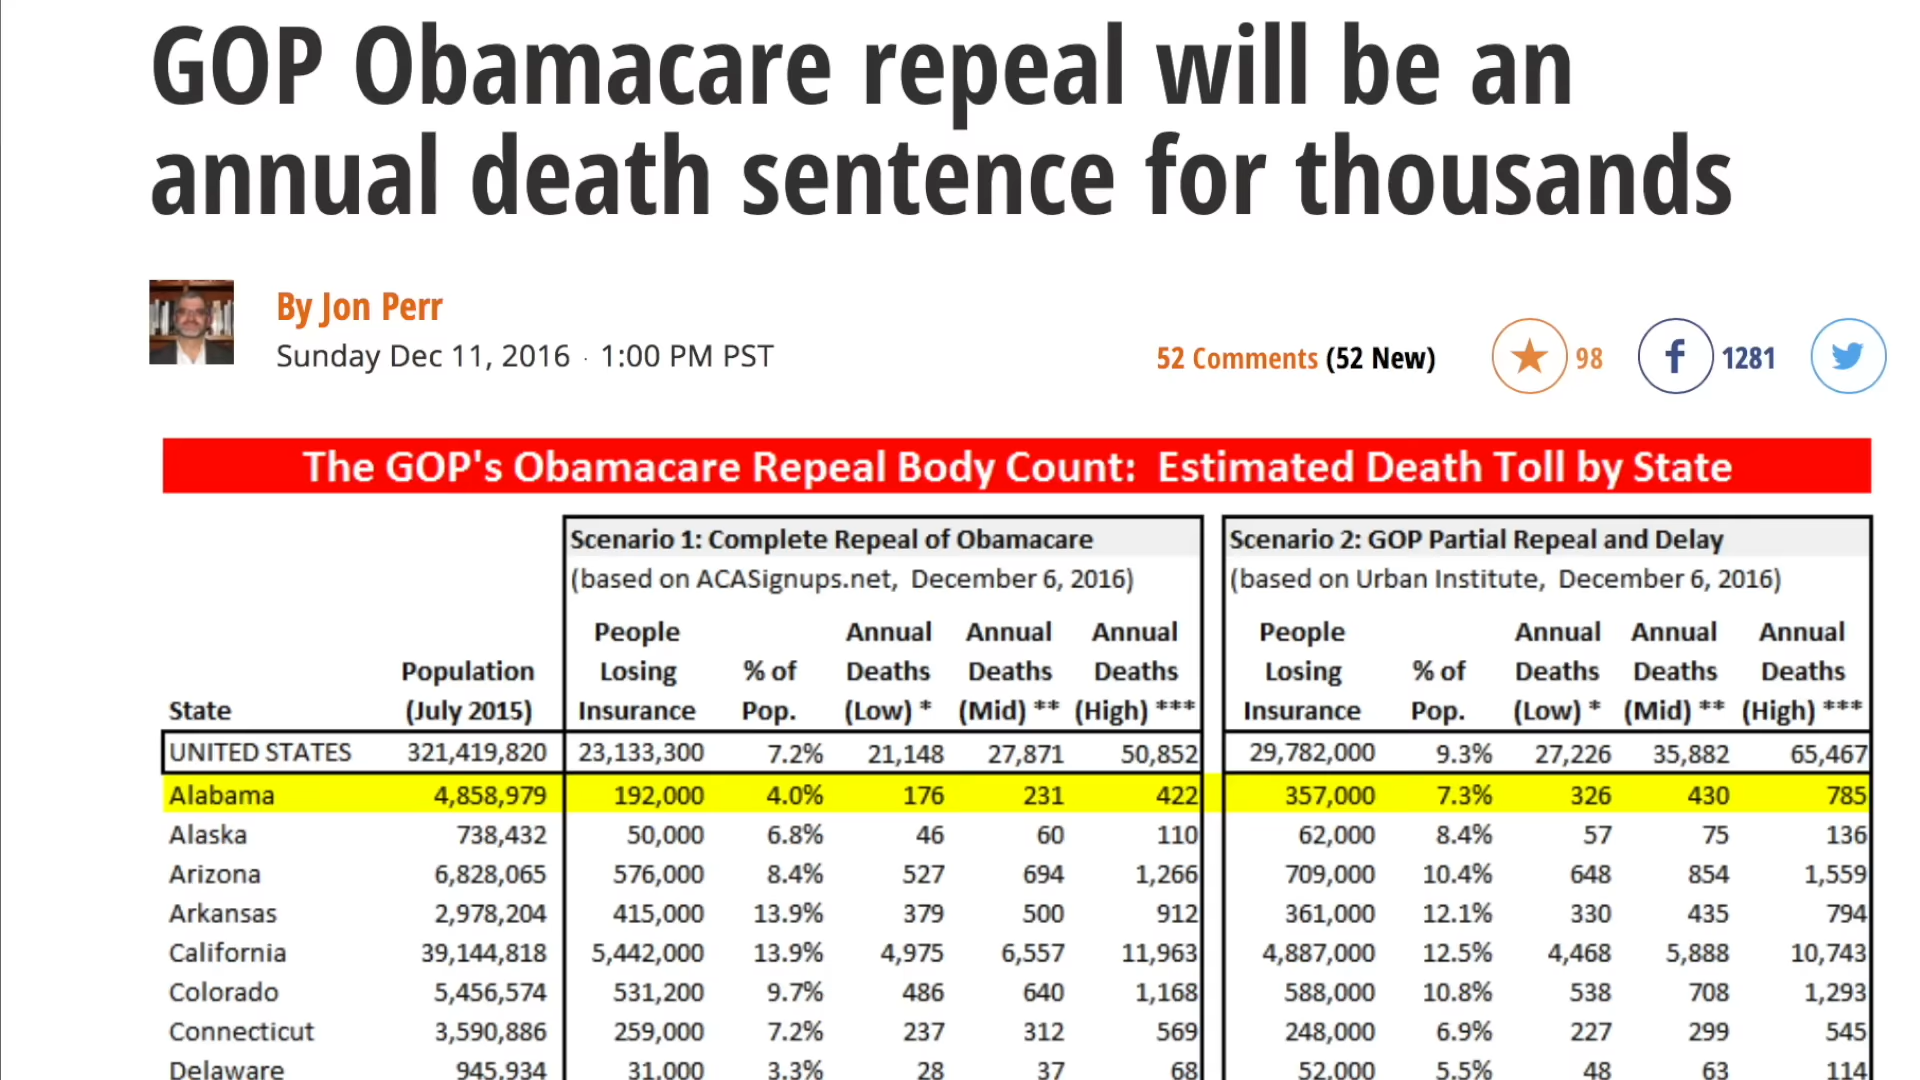 GOP Obamacare repeal will be an
annual death sentence for thousands
By Jon Perr
Sunday Dec 11, 2016 · 1:00 PM PST
52 Comments (52 New) 98 1281
The GOP's Obamacare Repeal Body Count: Estimated Death Toll by State
Scenario 1: Complete Repeal of Obamacare Scenario 2: GOP Partial Repeal and Delay
(based on ACASignups.net, December 6, 2016) (based on Urban Institute, December 6, 2016)
People Annual Annual Annual People Annual Annual Annual
Population Losing % of Deaths Deaths Deaths Losing % of Deaths Deaths Deaths
State (July 2015) Insurance Pop. (Low) * (Mid) ** (High) *** Insurance Pop. (Low) * (Mid) ** (High) ***
UNITED STATES 321,419,820 23,133,300 7.2% 21,148 27,871 50,852 29,782,000 9.3% 27,226 35,882 65,467
Alabama 4,858,979 192,000 4.0% 176 231 422 357,000 7.3% 326 430 785
Alaska 738,432 50,000 6.8% 46 60 110 62,000 8.4% 57 75 136
Arizona 6,828,065 576,000 8.4% 527 694 1,266 709,000 10.4% 648 854 1,559
Arkansas 2,978,204 415,000 13.9% 379 500 912 361,000 12.1% 330 435 794
California 39,144,818 5,442,000 13.9% 4,975 6,557 11,963 4,887,000 12.5% 4,468 5,888 10,743
Colorado 5,456,574 531,200 9.7% 486 640 1,168 588,000 10.8% 538 708 1,293
Connecticut 3,590,886 259,000 7.2% 237 312 569 248,000 6.9% 227 299 545
Delaware 945,934 31,000 3.3% 28 37 68 52,000 5.5% 48 63 114